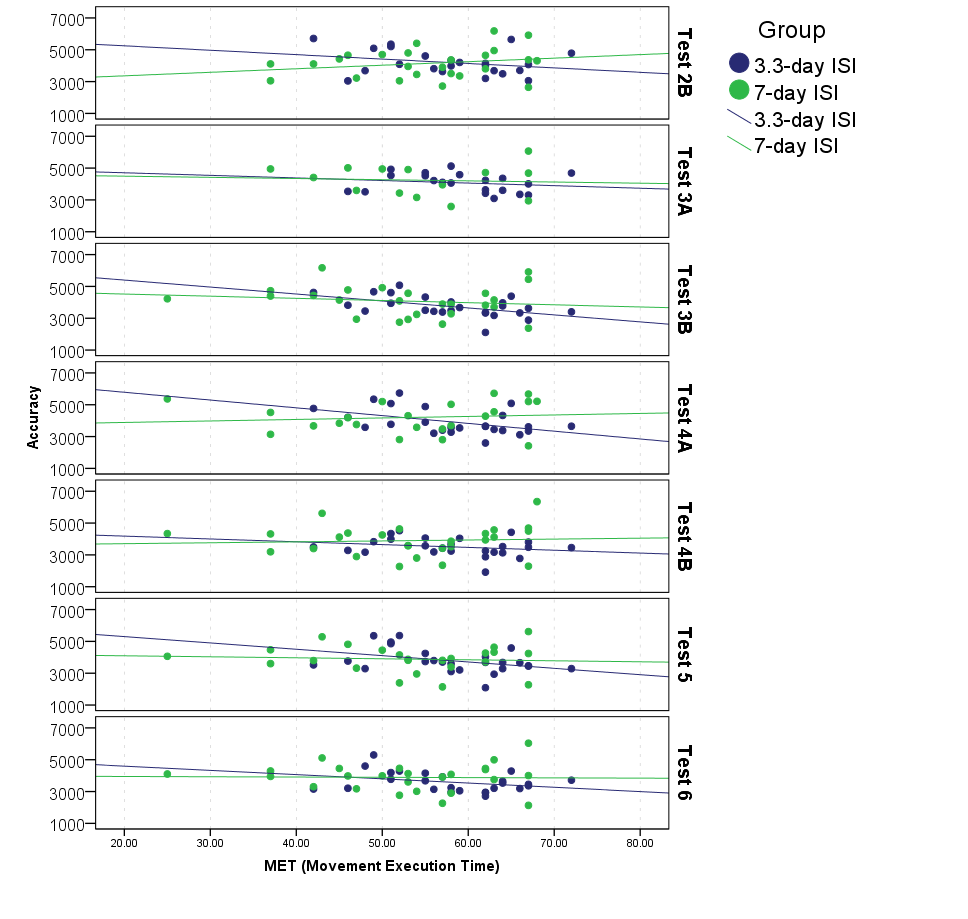 Group
3.3-day ISI
7-day ISI
3.3-day ISI
7-day ISI
Accuracy
7000
5000
3000
1000
Test 2B
7000
5000
3000
1000
Test 3A
7000
5000
3000
1000
Test 3B
7000
5000
3000
1000
Test 4A
7000
5000
3000
1000
Test 4B
7000
5000
3000
1000
Test 5
7000
5000
3000
1000
Test 6
20.00 30.00 40.00 50.00 60.00 70.00 80.00
MET (Movement Execution Time)